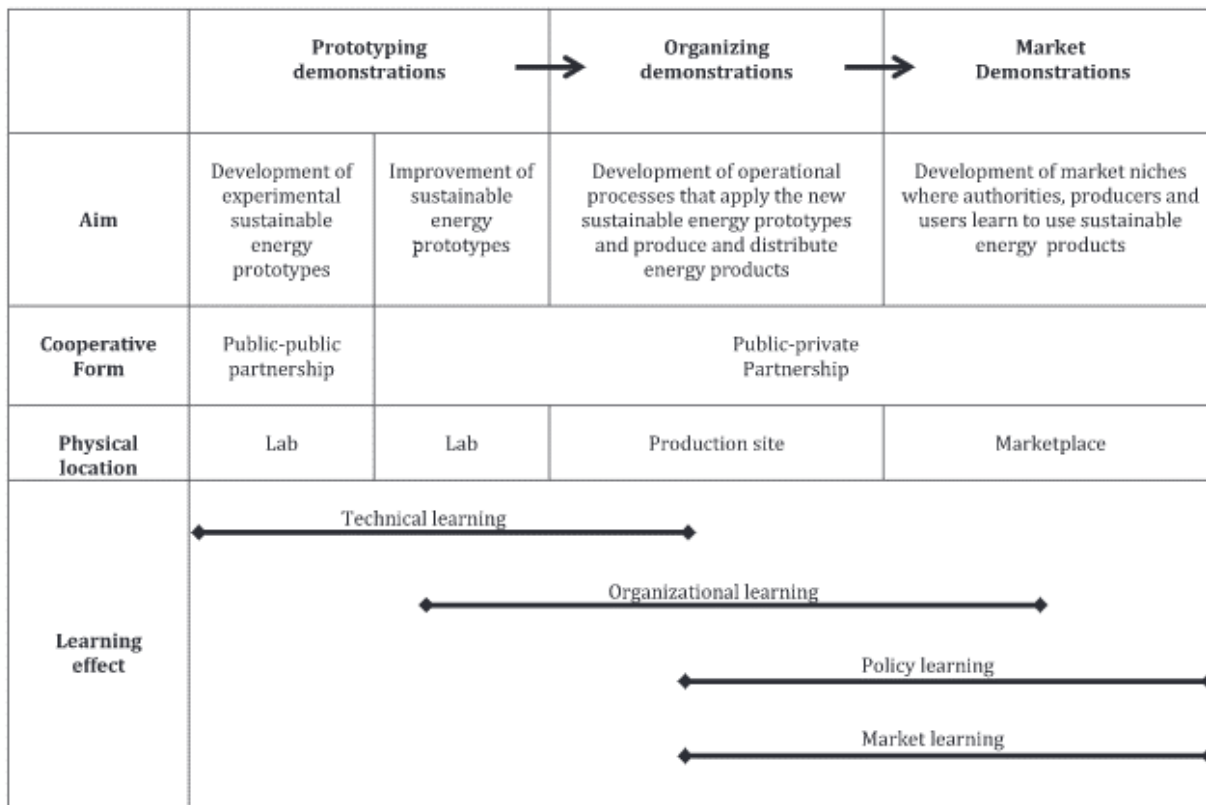 Prototyping
demonstrations
Organizing
demonstrations
Market
Demonstrations
Aim
Development of
experimental
sustainable
energy
prototypes
Improvement of
sustainable
energy
prototypes
Development of operational
processes that apply the new
sustainable energy prototypes
and produce and distribute
energy products
Development of market niches
where authorities, producers and
users learn to use sustainable
energy products
Cooperative
Form
Public-public
partnership
Public-private
Partnership
Physical
location
Lab
Lab
Production site
Marketplace
Learning
effect
Technical learning
Organizational learning
Policy learning
Market learning